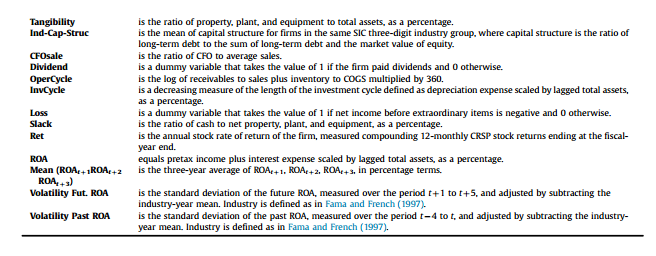 Tangibility is the ratio of property, plant, and equipment to total assets, as a percentage.
Ind-Cap-Struc is the mean of capital structure for firms in the same SIC three-digit industry group, where capital structure is the ratio of
long-term debt to the sum of long-term debt and the market value of equity.
CFOsale is the ratio of CFO to average sales.
Dividend is a dummy variable that takes the value of 1 if the firm paid dividends and 0 otherwise.
OperCycle is the log of receivables to sales plus inventory to COGS multiplied by 360.
InvCycle is a decreasing measure of the length of the investment cycle defined as depreciation expense scaled by lagged total assets,
as a percentage.
Loss is a dummy variable that takes the value of 1 if net income before extraordinary items is negative and 0 otherwise.
Slack is the ratio of cash to net property, plant, and equipment, as a percentage.
Ret is the annual stock rate of return of the firm, measured compounding 12-monthly CRSP stock returns ending at the fiscal-
year end.
ROA equals pretax income plus interest expense scaled by lagged total assets, as a percentage.
Mean (ROAt+1ROAt+2 is the three-year average of ROAt+1, ROAt+2, ROAt+3, in percentage terms.
ROAt+3)
Volatility Fut. ROA is the standard deviation of the future ROA, measured over the period t+1 to t+5, and adjusted by subtracting the
industry-year mean. Industry is defined as in Fama and French (1997).
Volatility Past ROA is the standard deviation of the past ROA, measured over the period t−4 to t, and adjusted by subtracting the industry-
year mean. Industry is defined as in Fama and French (1997).